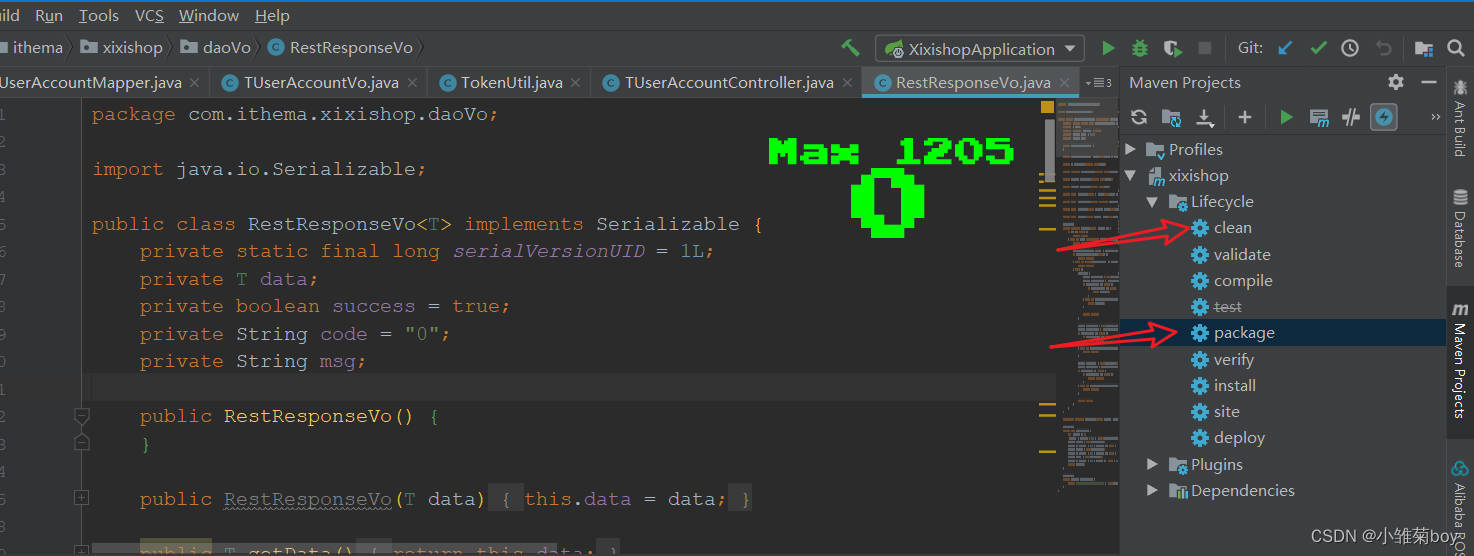 ild Run Tools VCS Window Help
ithema xixishop daoVo RestResponseVo
XixishopApplication Git:
UserAccountMapper.java TUserAccountVo.java TokenUtil.java TUserAccountController.java RestResponseVo.java 3
Maven Projects
package com.ithema.xixishop.daoVo;
import java.io.Serializable;
public class RestResponseVo<T> implements Serializable {
private static final long serialVersionUID = 1L;
private T data;
private boolean success = true;
private String code = "0";
private String msg;
public RestResponseVo() {
}
public RestResponseVo(T data) { this.data = data; }
public T getData() { return this.data; }
Max 1205
0
Profiles
xixishop
Lifecycle
clean
validate
compile
test
package
verify
install
site
deploy
Plugins
Dependencies
Ant Build
Database
Maven Projects
Alibaba ROS
CSDN @小雏菊boy